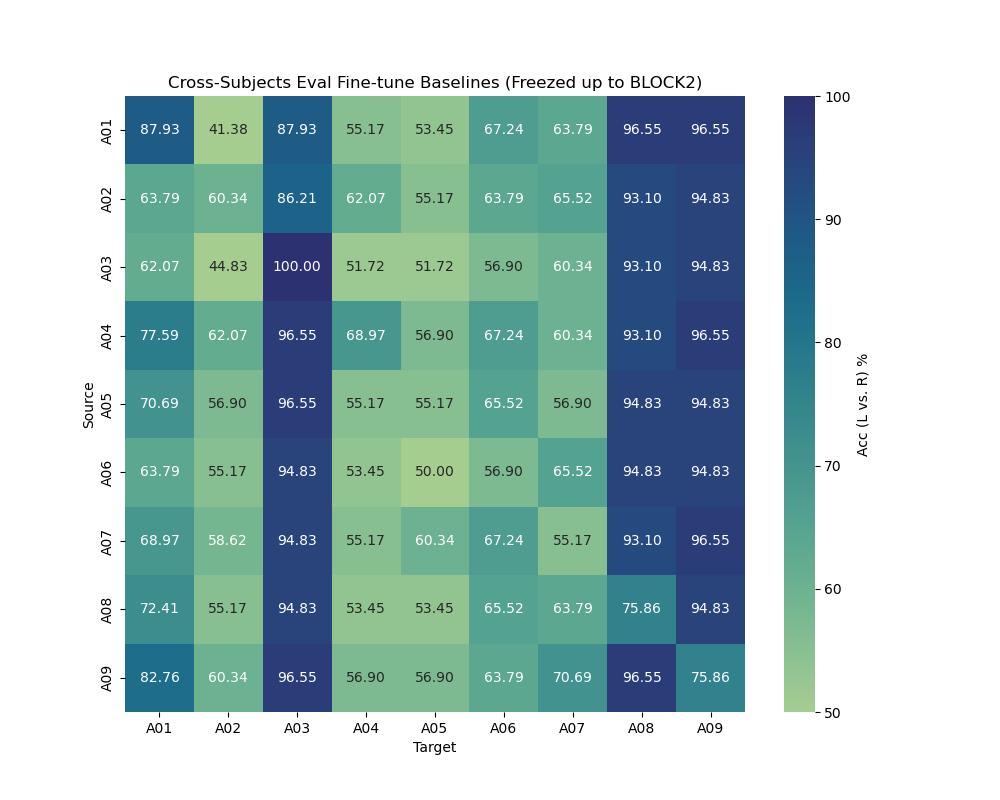 Cross-Subjects Eval Fine-tune Baselines (Freezed up to BLOCK2)
A01 87.93 41.38 87.93 55.17 53.45 67.24 63.79 96.55 96.55
A02 63.79 60.34 86.21 62.07 55.17 63.79 65.52 93.10 94.83
A03 62.07 44.83 100.00 51.72 51.72 56.90 60.34 93.10 94.83
A04 77.59 62.07 96.55 68.97 56.90 67.24 60.34 93.10 96.55
A05 70.69 56.90 96.55 55.17 55.17 65.52 56.90 94.83 94.83
A06 63.79 55.17 94.83 53.45 50.00 56.90 65.52 94.83 94.83
A07 68.97 58.62 94.83 55.17 60.34 67.24 55.17 93.10 96.55
A08 72.41 55.17 94.83 53.45 53.45 65.52 63.79 75.86 94.83
A09 82.76 60.34 96.55 56.90 56.90 63.79 70.69 96.55 75.86
A01 A02 A03 A04 A05 A06 A07 A08 A09
Target
Source
100
90
80
70
60
50
Acc (L vs. R) %